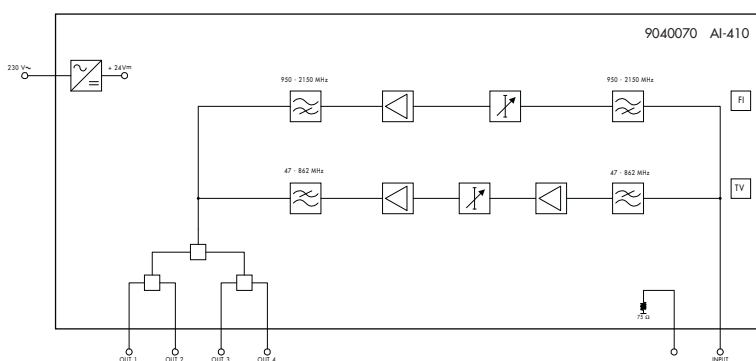 9040070 AI-410
230 V~
+ 24V⎓
950 - 2150 MHz
950 - 2150 MHz
FI
47 - 862 MHz
47 - 862 MHz
TV
75 Ω
OUT 1
OUT 2
OUT 3
OUT 4
INPUT